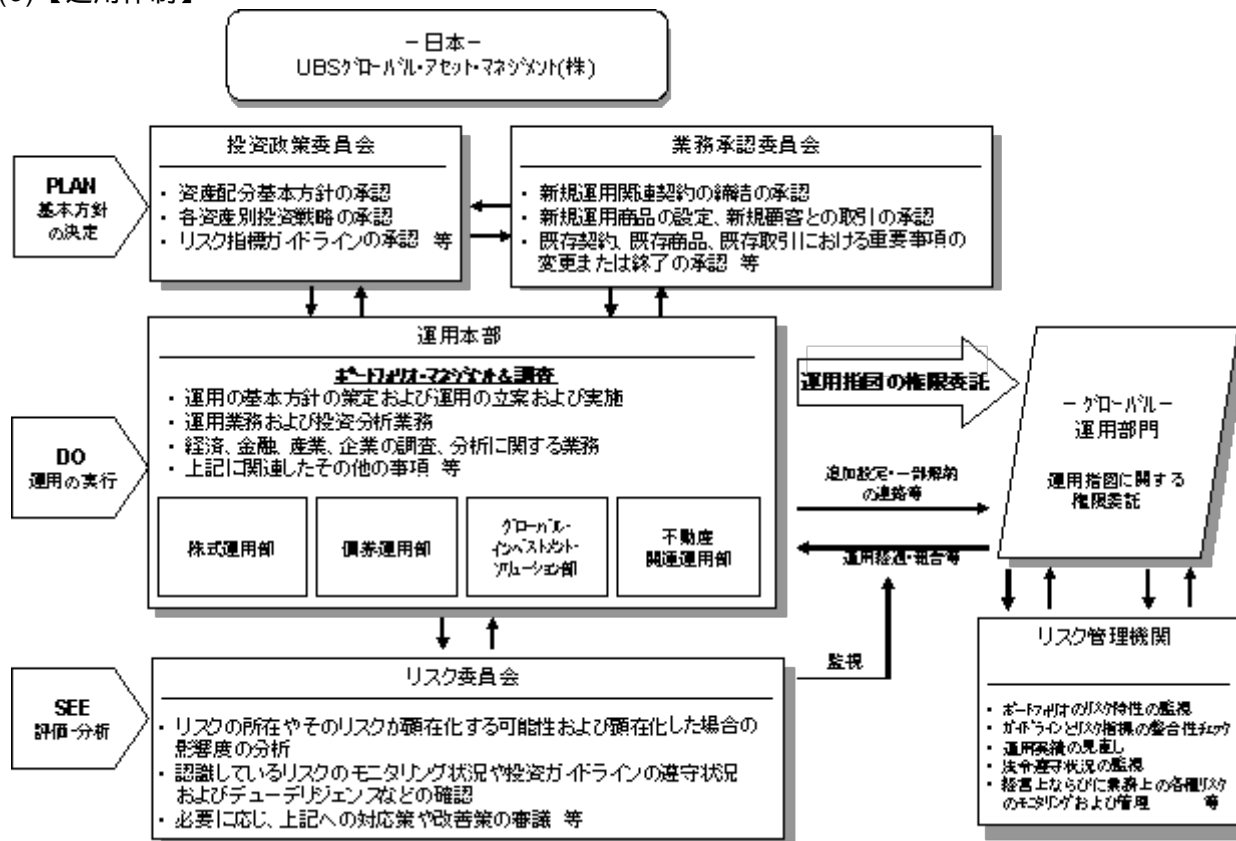 －日本－
UBSｸﾞﾛｰﾊﾞﾙ･ｱｾｯﾄ･ﾏﾈｼﾞﾒﾝﾄ(株)
PLAN
基本方針
の決定
投資政策委員会
・ 資産配分基本方針の承認
・ 各資産別投資戦略の承認
・ リスク指標ガイドラインの承認 等
業務承認委員会
・ 新規運用関連契約の締結の承認
・ 新規運用商品の設定、新規顧客との取引の承認
・ 既存契約、既存商品、既存取引における重要事項の
変更または終了の承認 等
DO
運用の実行
運用本部
ﾎﾟｰﾄﾌｫﾘｵ･ﾏﾈｼﾞﾒﾝﾄ＆調査
・ 運用の基本方針の策定および運用の立案および実施
・ 運用業務および投資分析業務
・ 経済、金融、産業、企業の調査、分析に関する業務
・ 上記に関連したその他の事項 等
株式運用部
債券運用部
ｸﾞﾛｰﾊﾞﾙ･
ｲﾝﾍﾞｽﾄﾒﾝﾄ･
ｿﾘｭｰｼｮﾝ部
不動産
関連運用部
運用指図の権限委託
追加設定・一部解約
の連絡等
運用経過・報告等
－ｸﾞﾛｰﾊﾞﾙ－
運用部門
運用指図に関する
権限委託
SEE
評価・分析
リスク委員会
・ リスクの所在やそのリスクが顕在化する可能性および顕在化した場合の
影響度の分析
・ 認識しているリスクのモニタリング状況や投資ガイドラインの遵守状況
およびデューデリジェンスなどの確認
・ 必要に応じ、上記への対応策や改善策の審議 等
監視
リスク管理機関
・ ﾎﾟｰﾄﾌｫﾘｵのﾘｽｸ特性の監視
・ ｶﾞｲﾄﾞﾗｲﾝとﾘｽｸ指標の整合性ﾁｪｯｸ
・ 運用実績の見直し
・ 法令遵守状況の監視
・ 経営上ならびに業務上の各種ﾘｽｸ
のﾓﾆﾀﾘﾝｸﾞおよび管理 等